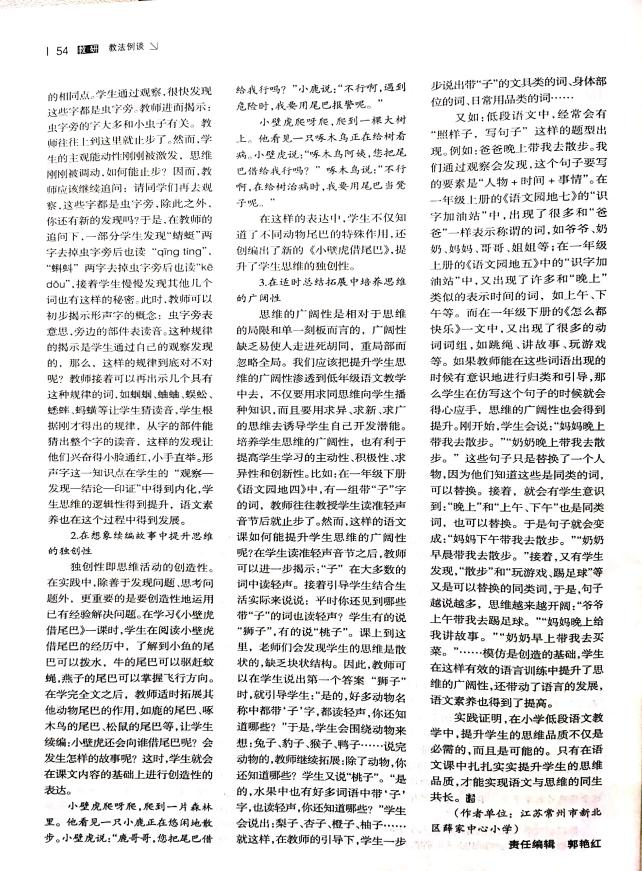 54 教研 教法例谈
的相同点。学生通过观察,很快发现
这些字都是虫字旁。教师进而揭示:
虫字旁的字大多和小虫子有关。教
师往往上到这里就止步了。然而,学
生的主观能动性刚刚被激发,思维
刚刚被调动,如何能止步?因而,教
师应该继续追问:请同学们再去观
察,这些字都是虫字旁,除此之外,
你还有新的发现吗?于是,在教师的
追问下,一部分学生发现“蜻蜓”两
字去掉虫字旁后也读“qīng tíng”,
“蝌蚪”两字去掉虫字旁后也读“kē
dǒu”,接着学生慢慢发现其他几个
词也有这样的秘密。此时,教师可以
初步揭示形声字的概念:虫字旁表
意思,旁边的部件表读音。这种规律
的揭示是学生通过自己的观察发现
的,那么,这样的规律到底对不对
呢?教师接着可以再出示几个具有
这种规律的词,如蝈蝈、蛐蛐、蜈蚣、
蟋蟀、蚂蟥等让学生猜读音,学生根
据刚才得出的规律,从字的部件能
猜出整个字的读音,这样的发现让
他们兴奋得小脸通红,小手直举。形
声字这一知识点在学生的“观察—
发现—结论—印证”中得到内化,学
生思维的逻辑性得到提升,语文素
养也在这个过程中得到发展。
2.在想象续编故事中提升思维
的独创性
独创性即思维活动的创造性。
在实践中,除善于发现问题、思考问
题外,更重要的是要创造性地运用
已有经验解决问题。在学习《小壁虎
借尾巴》一课时,学生在阅读小壁虎
借尾巴的经历中,了解到小鱼的尾
巴可以拨水,牛的尾巴可以驱赶蚊
蝇,燕子的尾巴可以掌握飞行方向。
在学完全文之后,教师适时拓展其
他动物尾巴的作用,如鹿的尾巴、啄
木鸟的尾巴、松鼠的尾巴等,让学生
续编:小壁虎还会向谁借尾巴呢?会
发生怎样的故事呢?这时,学生就会
在课文内容的基础上进行创造性的
表达。
小壁虎爬呀爬,爬到一片森林
里。他看见一只小鹿正在悠闲地散
步。小壁虎说:“鹿哥哥,您把尾巴借
给我行吗?”小鹿说:“不行啊,遇到
危险时,我要用尾巴报警呢。”
小壁虎爬呀爬,爬到一棵大树
上。他看见一只啄木鸟正在给树看
病。小壁虎说:“啄木鸟阿姨,您把尾
巴借给我行吗?”啄木鸟说:“不行
啊,在给树治病时,我要用尾巴当凳
子呢。”
在这样的表达中,学生不仅知
道了不同动物尾巴的特殊作用,还
创编出了新的《小壁虎借尾巴》,提
升了学生思维的独创性。
3.在适时总结拓展中培养思维
的广阔性
思维的广阔性是相对于思维
的局限和单一刻板而言的,广阔性
缺乏易使人走进死胡同,重局部而
忽略全局。我们应该把提升学生思
维的广阔性渗透到低年级语文教学
中去,不仅要用求同思维向学生播
种知识,而且要用求异、求新、求广
的思维去诱导学生自己开发潜能。
培养学生思维的广阔性,也有利于
提高学生学习的主动性、积极性、求
异性和创新性。比如:在一年级下册
《语文园地四》中,有一组带“子”字
的词,教师往往教授学生读准轻声
音节后就止步了。然而,这样的语文
课如何能提升学生思维的广阔性
呢?在学生读准轻声音节之后,教师
可以进一步揭示:“子”在大多数的
词中读轻声。接着引导学生结合生
活实际来说说:平时你还见到哪些
带“子”的词也读轻声?学生有的说
“狮子”,有的说“桃子”。课上到这
里,老师们会发现学生的思维是散
状的,缺乏块状结构。因此,教师可
以在学生说出第一个答案“狮子”
时,就引导学生:“是的,好多动物名
称中都带‘子’字,都读轻声,你还知
道哪些?”于是,学生会围绕动物来
想:兔子、豹子、猴子、鸭子……说完
动物的,教师继续拓展:除了动物,你
还知道哪些?学生又说“桃子”。“是
的,水果中也有好多词语中带‘子’
字,也读轻声,你还知道哪些?”学生
会说出:梨子、杏子、橙子、柚子……
就这样,在教师的引导下,学生一步
步说出带“子”的文具类的词、身体部
位的词、日常用品类的词……
又如:低段语文中,经常会有
“照样子,写句子”这样的题型出
现。例如:爸爸晚上带我去散步。我
们通过观察会发现,这个句子要写
的要素是“人物+时间+事情”。在
一年级上册的《语文园地七》的“识
字加油站”中,出现了很多和“爸
爸”一样表示称谓的词,如爷爷、奶
奶、妈妈、哥哥、姐姐等;在一年级
上册的《语文园地五》中的“识字加
油站”中,又出现了许多和“晚上”
类似的表示时间的词,如上午、下
午等。而在一年级下册的《怎么都
快乐》一文中,又出现了很多的动
词词组,如跳绳、讲故事、玩游戏
等。如果教师能在这些词语出现的
时候有意识地进行归类和引导,那
么学生在仿写这个句子的时候就会
得心应手,思维的广阔性也会得到
提升。刚开始,学生会说:“妈妈晚上
带我去散步。”“奶奶晚上带我去散
步。”这些句子只是替换了一个人
物,因为他们知道这些是同类的词,
可以替换。接着,就会有学生意识
到:“晚上”和“上午、下午”也是同类
词,也可以替换。于是句子就会变
成:“妈妈下午带我去散步。”“奶奶
早晨带我去散步。”接着,又有学生
发现,“散步”和“玩游戏、踢足球”等
又是可以替换的同类词,于是,句子
越说越多,思维越来越开阔:“爷爷
上午带我去踢足球。”“妈妈晚上给
我讲故事。”“奶奶早上带我去买
菜。”……模仿是创造的基础,学生
在这样有效的语言训练中提升了思
维的广阔性,还带动了语言的发展,
语文素养也得到了提高。
实践证明,在小学低段语文教
学中,提升学生的思维品质不仅是
必需的,而且是可能的。只有在语
文课中扎扎实实提升学生的思维
品质,才能实现语文与思维的同生
共长。
(作者单位:江苏常州市新北
区薛家中心小学)
责任编辑 郭艳红